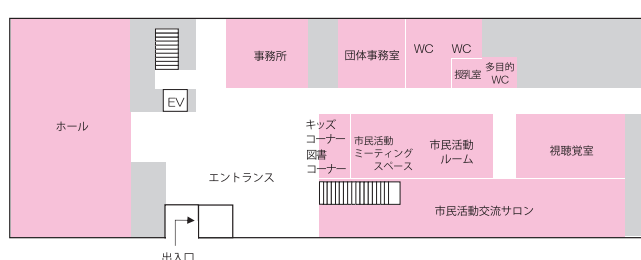 事務所
団体事務室
WC
WC
授乳室
多目的
WC
EV
ホール
キッズ
コーナー
図書
コーナー
市民活動
ミーティング
スペース
市民活動
ルーム
視聴覚室
エントランス
市民活動交流サロン
出入口